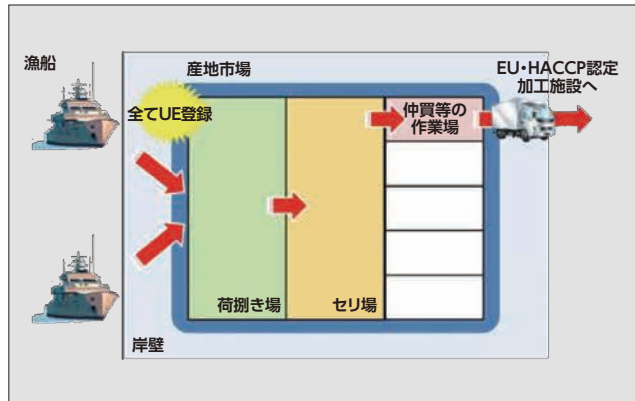 漁船
産地市場
EU・HACCP認定
加工施設へ
全てUE登録
仲買等の
作業場
荷捌き場
セリ場
岸壁